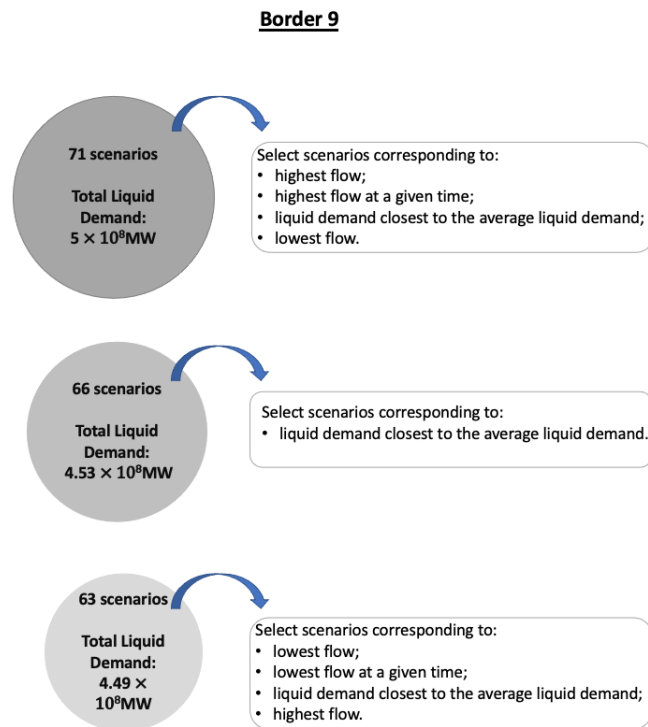 Border 9
71 scenarios
Total Liquid
Demand:
5 × 10⁸MW
Select scenarios corresponding to:
• highest flow;
• highest flow at a given time;
• liquid demand closest to the average liquid demand;
• lowest flow.
66 scenarios
Total Liquid
Demand:
4.53 × 10⁸MW
Select scenarios corresponding to:
• liquid demand closest to the average liquid demand.
63 scenarios
Total Liquid
Demand:
4.49 ×
10⁸MW
Select scenarios corresponding to:
• lowest flow;
• lowest flow at a given time;
• liquid demand closest to the average liquid demand;
• highest flow.